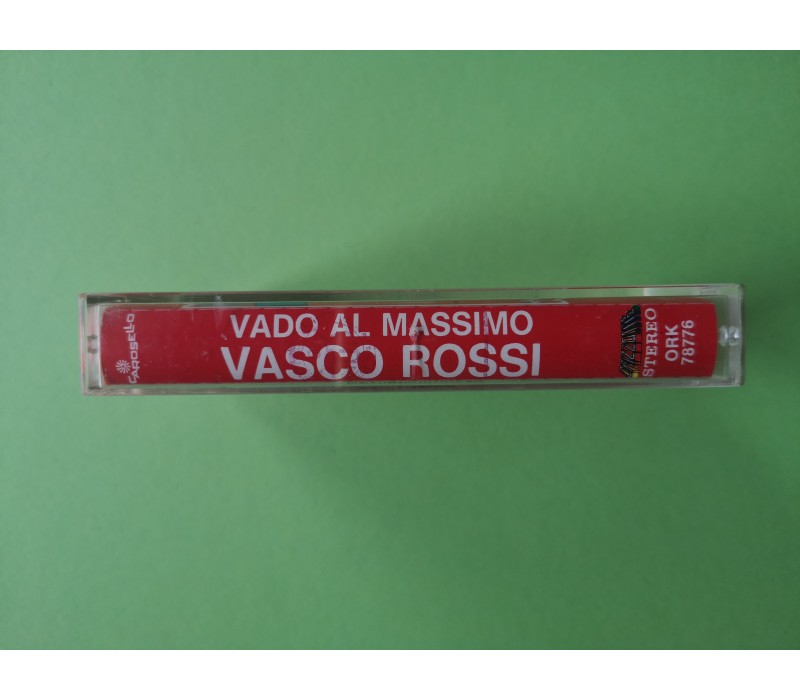 CAROSELLO
VADO AL MASSIMO
VASCO ROSSI
STEREO
ORK
78776